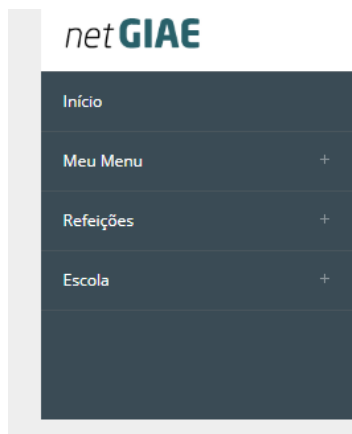 netGIAE
Início
Meu Menu +
Refeições +
Escola +